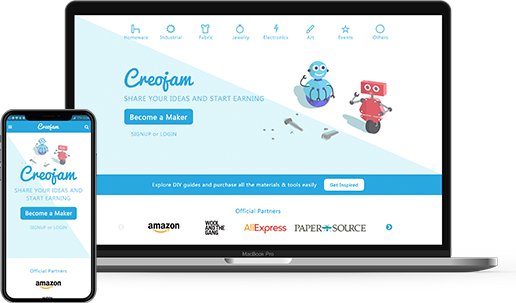 Homeware Industrial Fabric Jewelry Electronics Art Events Others
Creojam
SHARE YOUR IDEAS AND START EARNING
Become a Maker
SIGNUP or LOGIN
Explore DIY guides and purchase all the materials & tools easily
Get Inspired
Official Partners
amazon
WOOL
AND THE
GANG
AliExpress
PAPER SOURCE
MacBook Pro
Creojam
Creojam
SHARE YOUR IDEAS AND
START EARNING
Become a Maker
SIGNUP or LOGIN
Official Partners
amazon